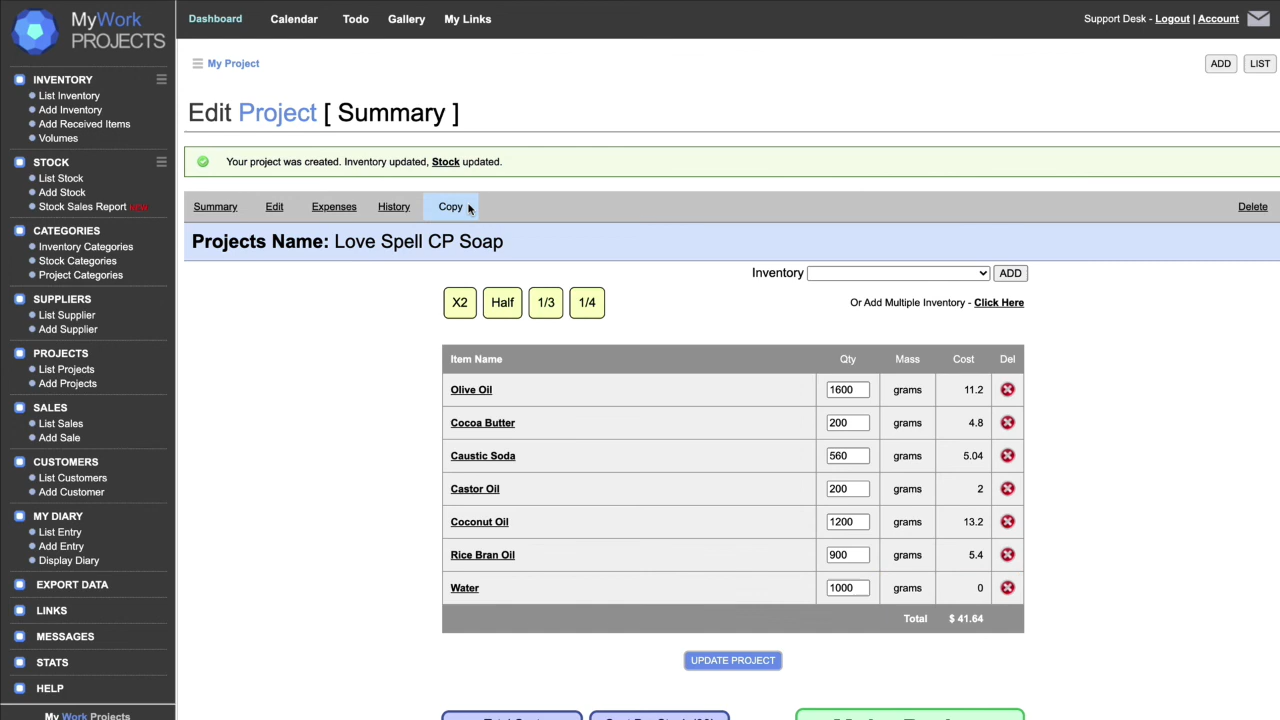 MyWork
PROJECTS
Dashboard Calendar Todo Gallery My Links
Support Desk - Logout | Account
INVENTORY
List Inventory
Add Inventory
Add Received Items
Volumes
STOCK
List Stock
Add Stock
Stock Sales Report new
CATEGORIES
Inventory Categories
Stock Categories
Project Categories
SUPPLIERS
List Supplier
Add Supplier
PROJECTS
List Projects
Add Projects
SALES
List Sales
Add Sale
CUSTOMERS
List Customers
Add Customer
MY DIARY
List Entry
Add Entry
Display Diary
EXPORT DATA
LINKS
MESSAGES
STATS
HELP
My Work Projects
My Project
ADD LIST
Edit Project [ Summary ]
Your project was created. Inventory updated, Stock updated.
Summary Edit Expenses History Copy Delete
Projects Name: Love Spell CP Soap
Inventory ADD
X2 Half 1/3 1/4
Or Add Multiple Inventory - Click Here
Item Name Qty Mass Cost Del
Olive Oil 1600 grams 11.2
Cocoa Butter 200 grams 4.8
Caustic Soda 560 grams 5.04
Castor Oil 200 grams 2
Coconut Oil 1200 grams 13.2
Rice Bran Oil 900 grams 5.4
Water 1000 grams 0
Total $ 41.64
UPDATE PROJECT